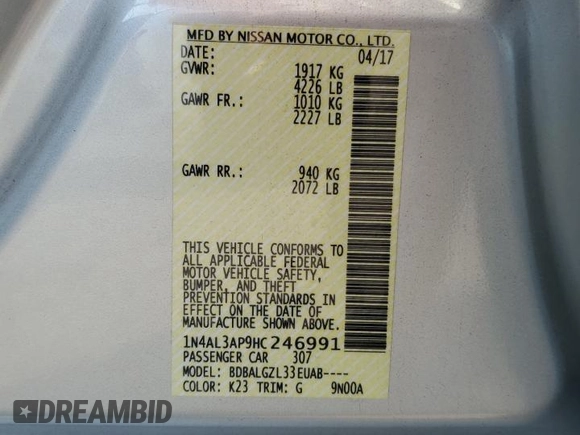 MFD BY NISSAN MOTOR CO., LTD.
DATE: 04/17
GVWR: 1917 KG
4226 LB
GAWR FR.: 1010 KG
2227 LB
GAWR RR.: 940 KG
2072 LB
THIS VEHICLE CONFORMS TO
ALL APPLICABLE FEDERAL
MOTOR VEHICLE SAFETY,
BUMPER, AND THEFT
PREVENTION STANDARDS IN
EFFECT ON THE DATE OF
MANUFACTURE SHOWN ABOVE.
1N4AL3AP9HC246991
PASSENGER CAR 307
MODEL: BDBALGZL33EUAB----
COLOR: K23 TRIM: G 9N00A
RABID
CARS